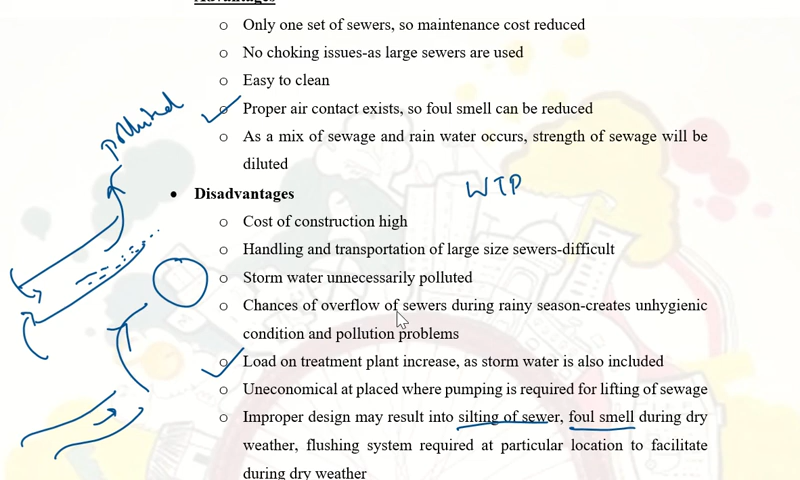 Advantages
○ Only one set of sewers, so maintenance cost reduced
○ No choking issues-as large sewers are used
○ Easy to clean
○ Proper air contact exists, so foul smell can be reduced
○ As a mix of sewage and rain water occurs, strength of sewage will be
diluted
polluted
WTP
• Disadvantages
○ Cost of construction high
○ Handling and transportation of large size sewers-difficult
○ Storm water unnecessarily polluted
○ Chances of overflow of sewers during rainy season-creates unhygienic
condition and pollution problems
○ Load on treatment plant increase, as storm water is also included
○ Uneconomical at placed where pumping is required for lifting of sewage
○ Improper design may result into silting of sewer, foul smell during dry
weather, flushing system required at particular location to facilitate
during dry weather